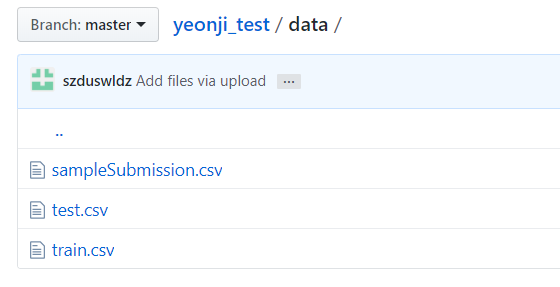 Branch: master yeonji_test / data /
szduswldz Add files via upload ...
..
sampleSubmission.csv
test.csv
train.csv